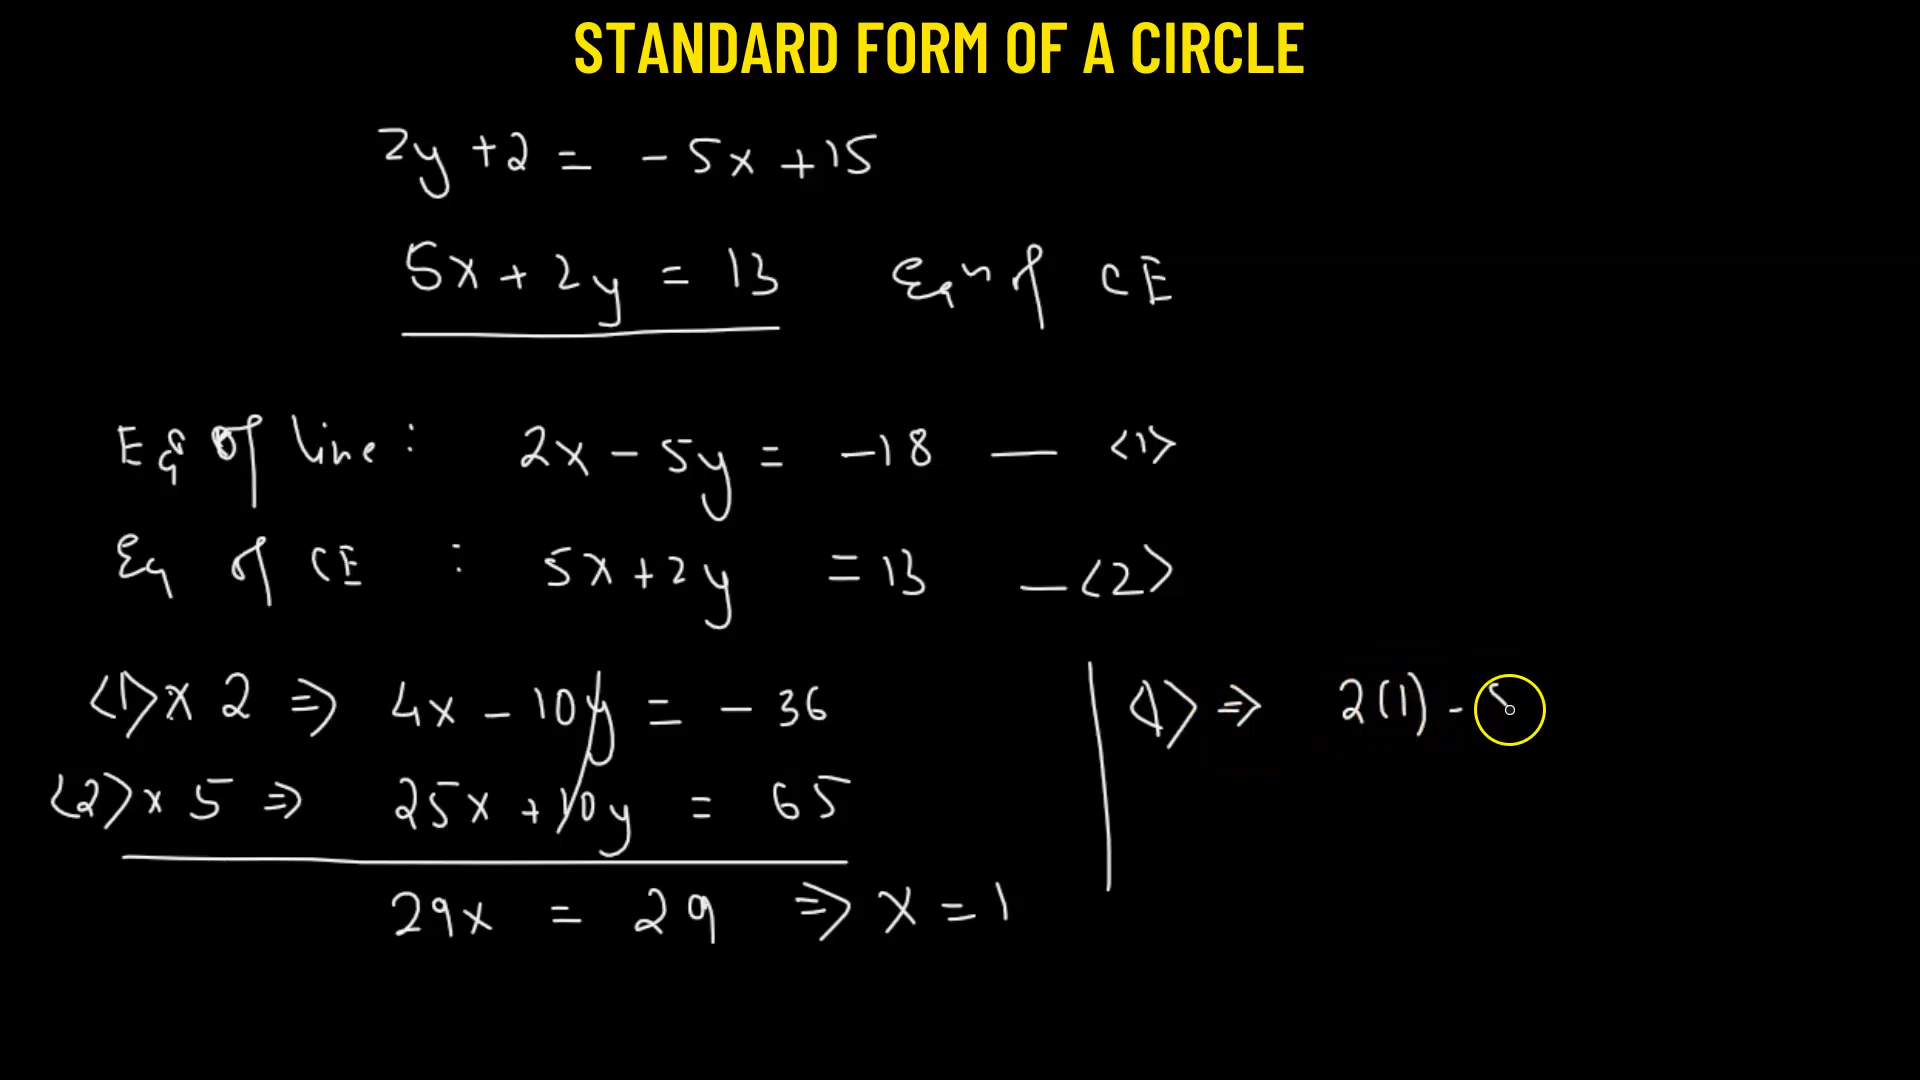 STANDARD FORM OF A CIRCLE
2y + 2 = - 5x + 15
5x + 2y = 13 Eqn of CE
Eq of line : 2x - 5y = -18 — <1>
Eq of CE : 5x + 2y = 13 — <2>
<1> x 2 ⇒ 4x - 10y = - 36
<2> x 5 ⇒ 25x + 10y = 65
29x = 29 ⇒ x = 1
<1> ⇒ 2(1) - 5